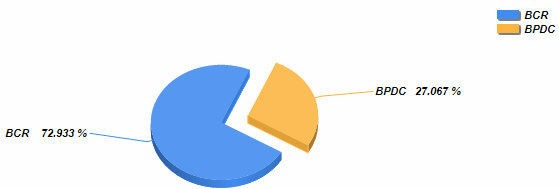 BCR
BPDC
BPDC 27.067 %
BCR 72.933 %